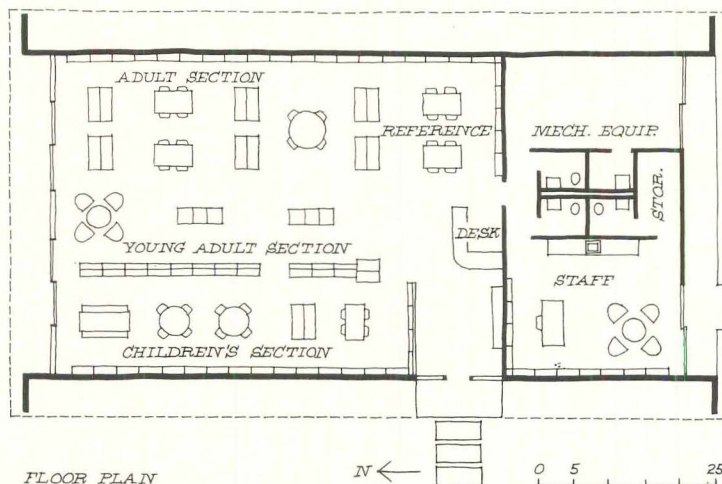 ADULT SECTION
REFERENCE
MECH. EQUIP.
STOR.
DESK
YOUNG ADULT SECTION
STAFF
CHILDREN'S SECTION
FLOOR PLAN
N
0 5 25